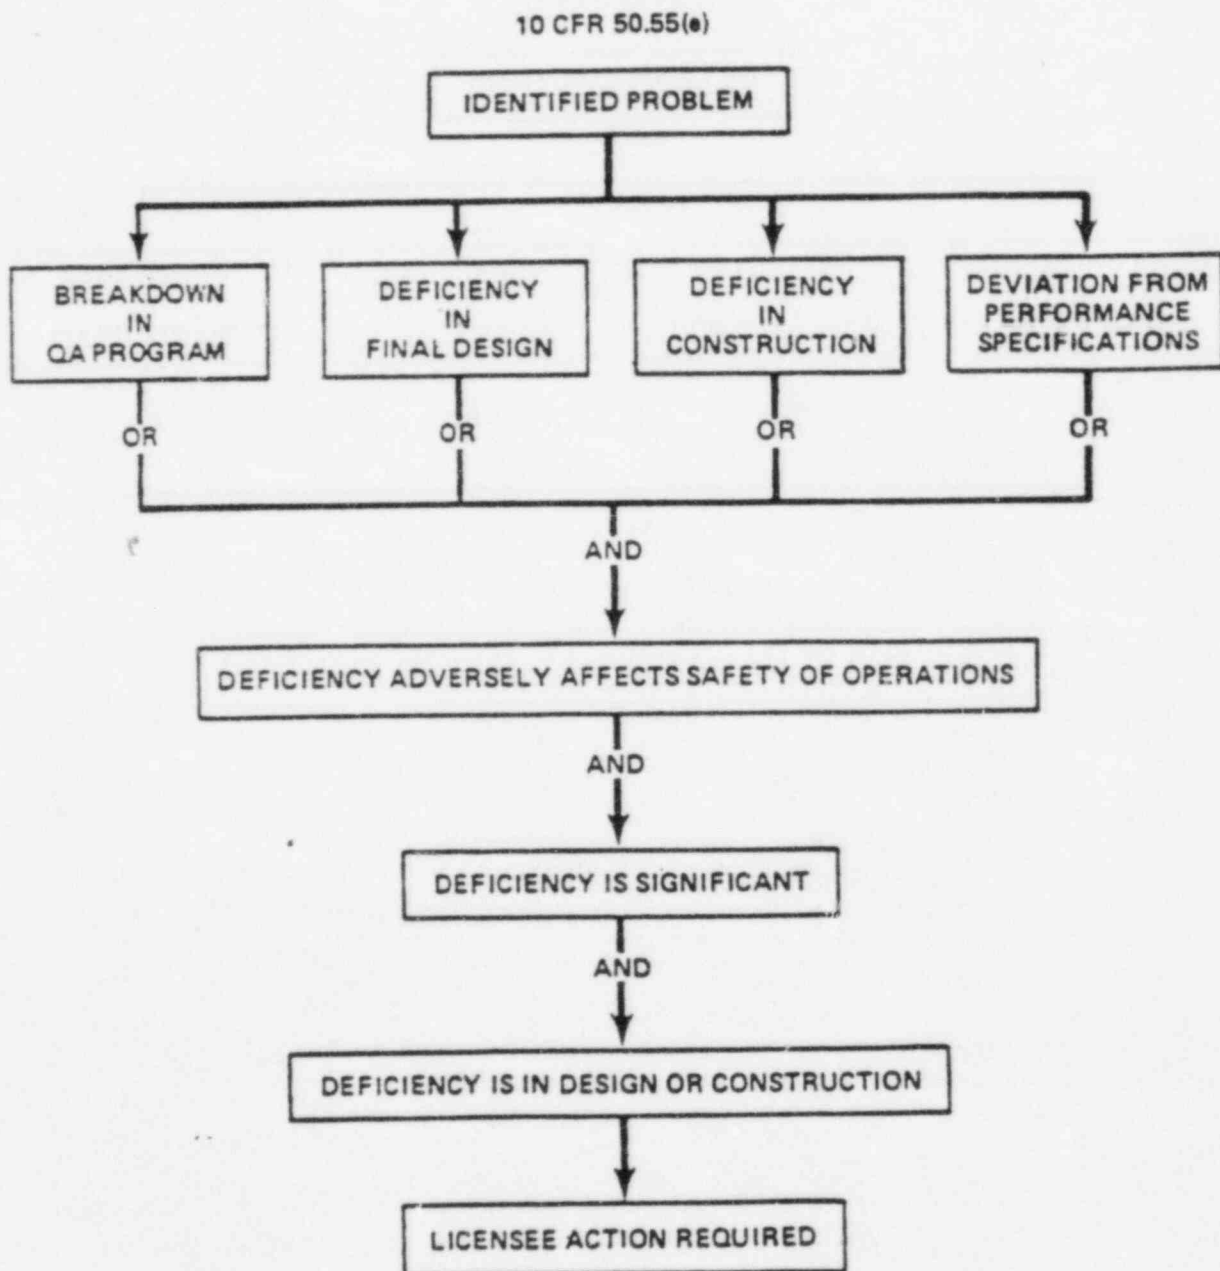 10 CFR 50.55(e)
IDENTIFIED PROBLEM
BREAKDOWN
IN
QA PROGRAM
DEFICIENCY
IN
FINAL DESIGN
DEFICIENCY
IN
CONSTRUCTION
DEVIATION FROM
PERFORMANCE
SPECIFICATIONS
OR
OR
OR
OR
AND
DEFICIENCY ADVERSELY AFFECTS SAFETY OF OPERATIONS
AND
DEFICIENCY IS SIGNIFICANT
AND
DEFICIENCY IS IN DESIGN OR CONSTRUCTION
LICENSEE ACTION REQUIRED